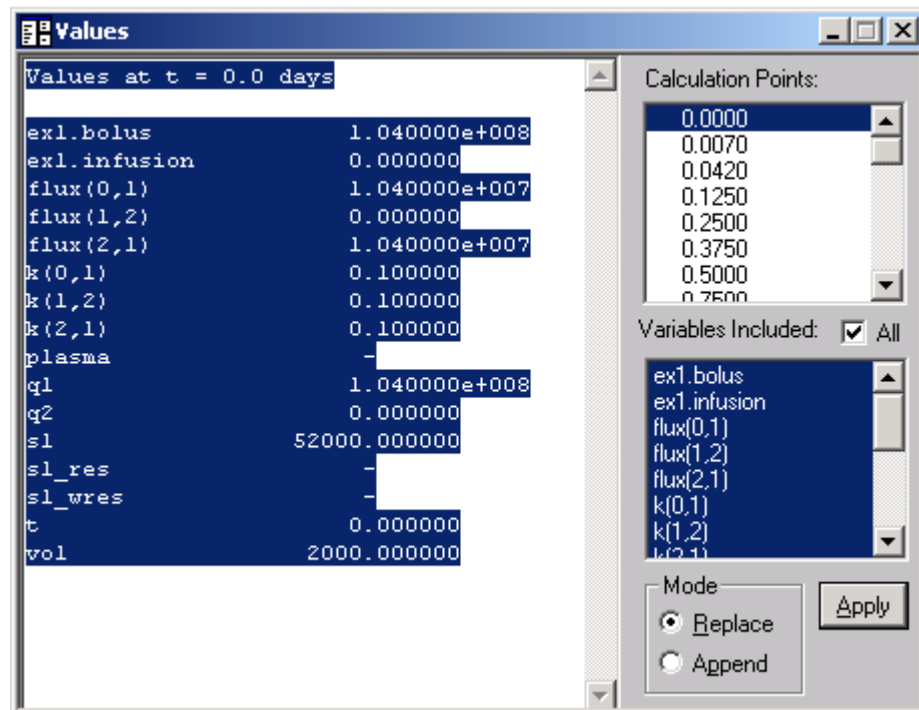 Values
Values at t = 0.0 days
ex1.bolus 1.040000e+008
ex1.infusion 0.000000
flux(0,1) 1.040000e+007
flux(1,2) 0.000000
flux(2,1) 1.040000e+007
k(0,1) 0.100000
k(1,2) 0.100000
k(2,1) 0.100000
plasma -
q1 1.040000e+008
q2 0.000000
s1 52000.000000
s1_res -
s1_wres -
t 0.000000
vol 2000.000000
Calculation Points:
0.0000
0.0070
0.0420
0.1250
0.2500
0.3750
0.5000
0.7500
Variables Included: All
ex1.bolus
ex1.infusion
flux(0,1)
flux(1,2)
flux(2,1)
k(0,1)
k(1,2)
k(2,1)
Mode
Replace
Append
Apply